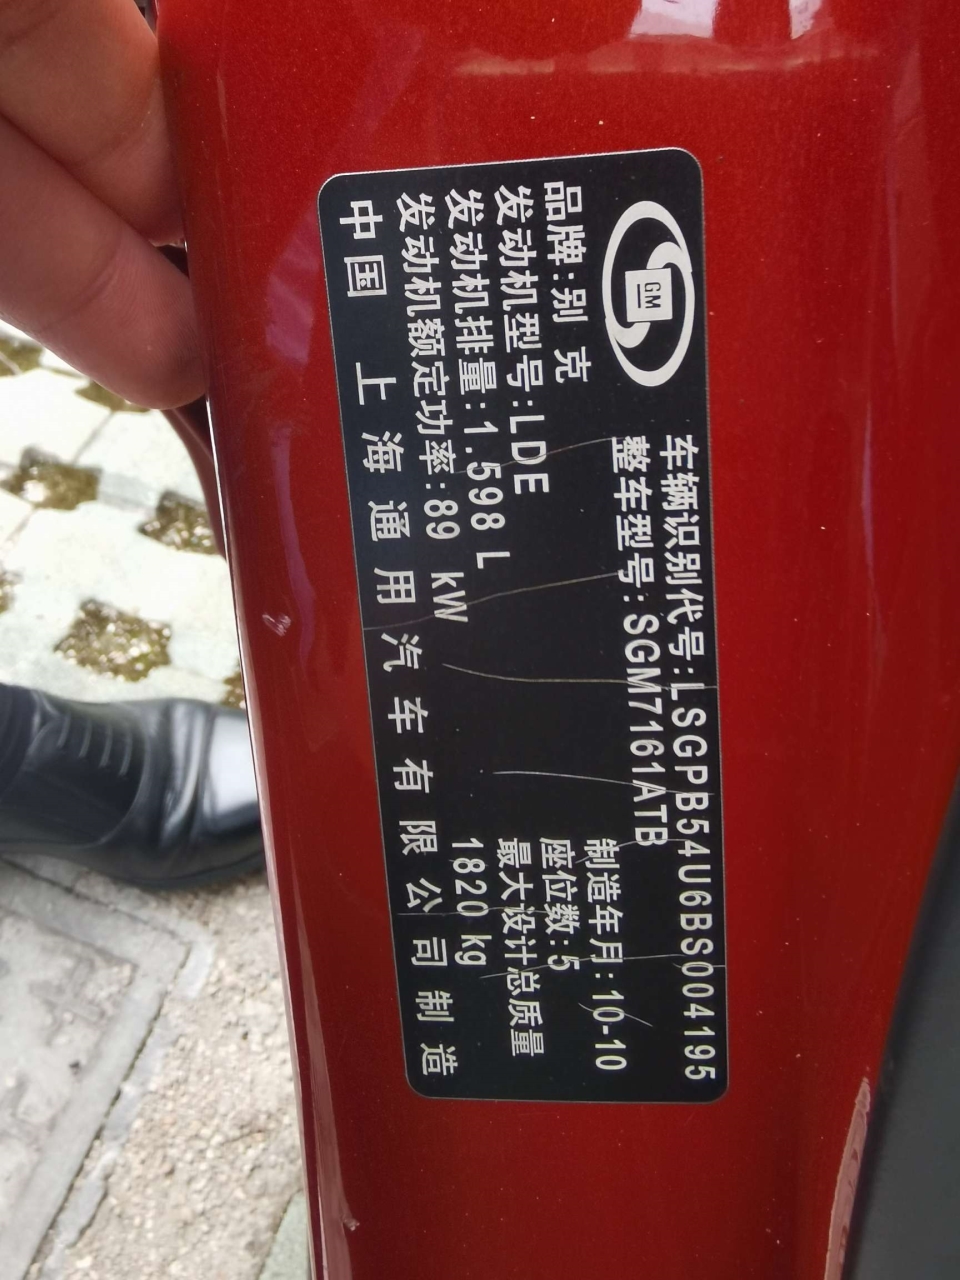 GM
车辆识别代号:LSGPB54U6BS004195
整车型号:SGM7161ATB
品牌:别 克
制造年月:10-10
发动机型号:LDE
座位数:5
发动机排量:1.598 L
最大设计总质量
发动机额定功率:89 kW
1820 kg
中国 上海通用汽车有限公司制造